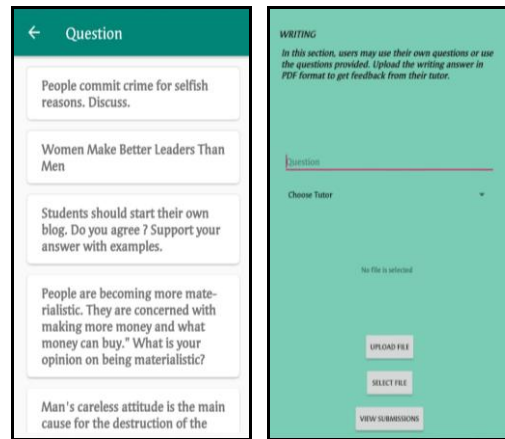 Question
People commit crime for selfish
reasons. Discuss.
Women Make Better Leaders Than
Men
Students should start their own
blog. Do you agree ? Support your
answer with examples.
People are becoming more mate-
rialistic. They are concerned with
making more money and what
money can buy." What is your
opinion on being materialistic?
Man's careless attitude is the main
cause for the destruction of the
WRITING
In this section, users may use their own questions or use
the questions provided. Upload the writing answer in
PDF format to get feedback from their tutor.
Question
Choose Tutor
No file is selected
UPLOAD FILE
SELECT FILE
VIEW SUBMISSIONS